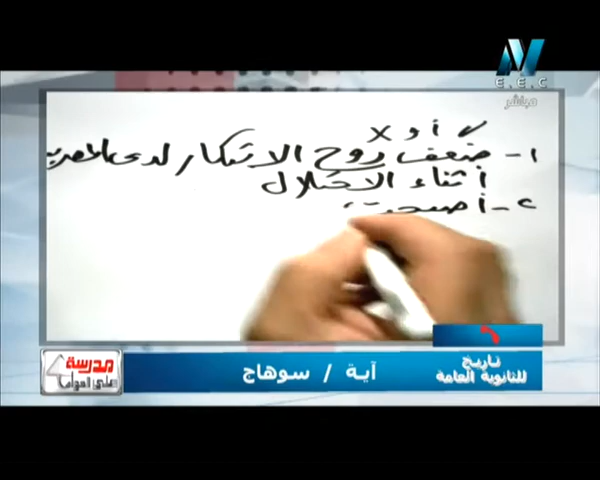 E.E.C
مباشر
✓ أو X
١- ضعف روح الابتكار لدى المصريين
أثناء الاحتلال
٢- أصبحت
تاريخ
للثانوية العامة
آية / سوهاج
مدرسة
على الهواء